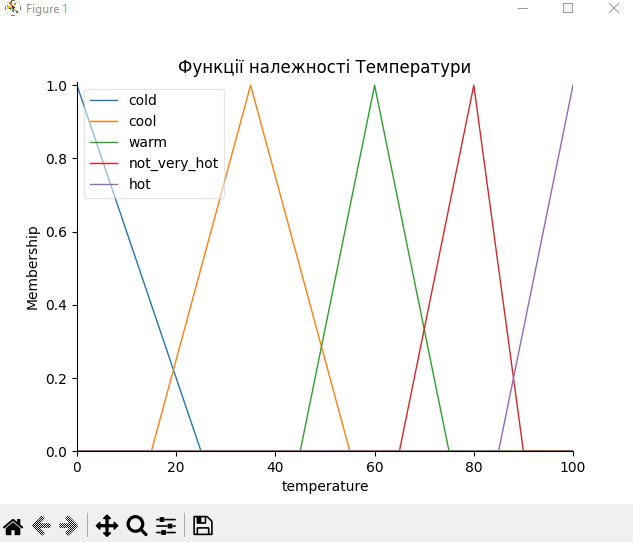 Figure 1
Функції належності Температури
cold
cool
warm
not_very_hot
hot
Membership
1.0
0.8
0.6
0.4
0.2
0.0
0 20 40 60 80 100
temperature